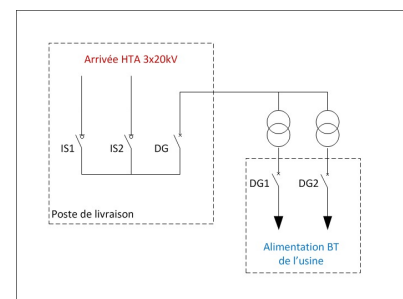 Arrivée HTA 3x20kV
IS1
IS2
DG
DG1
DG2
Poste de livraison
Alimentation BT
de l'usine